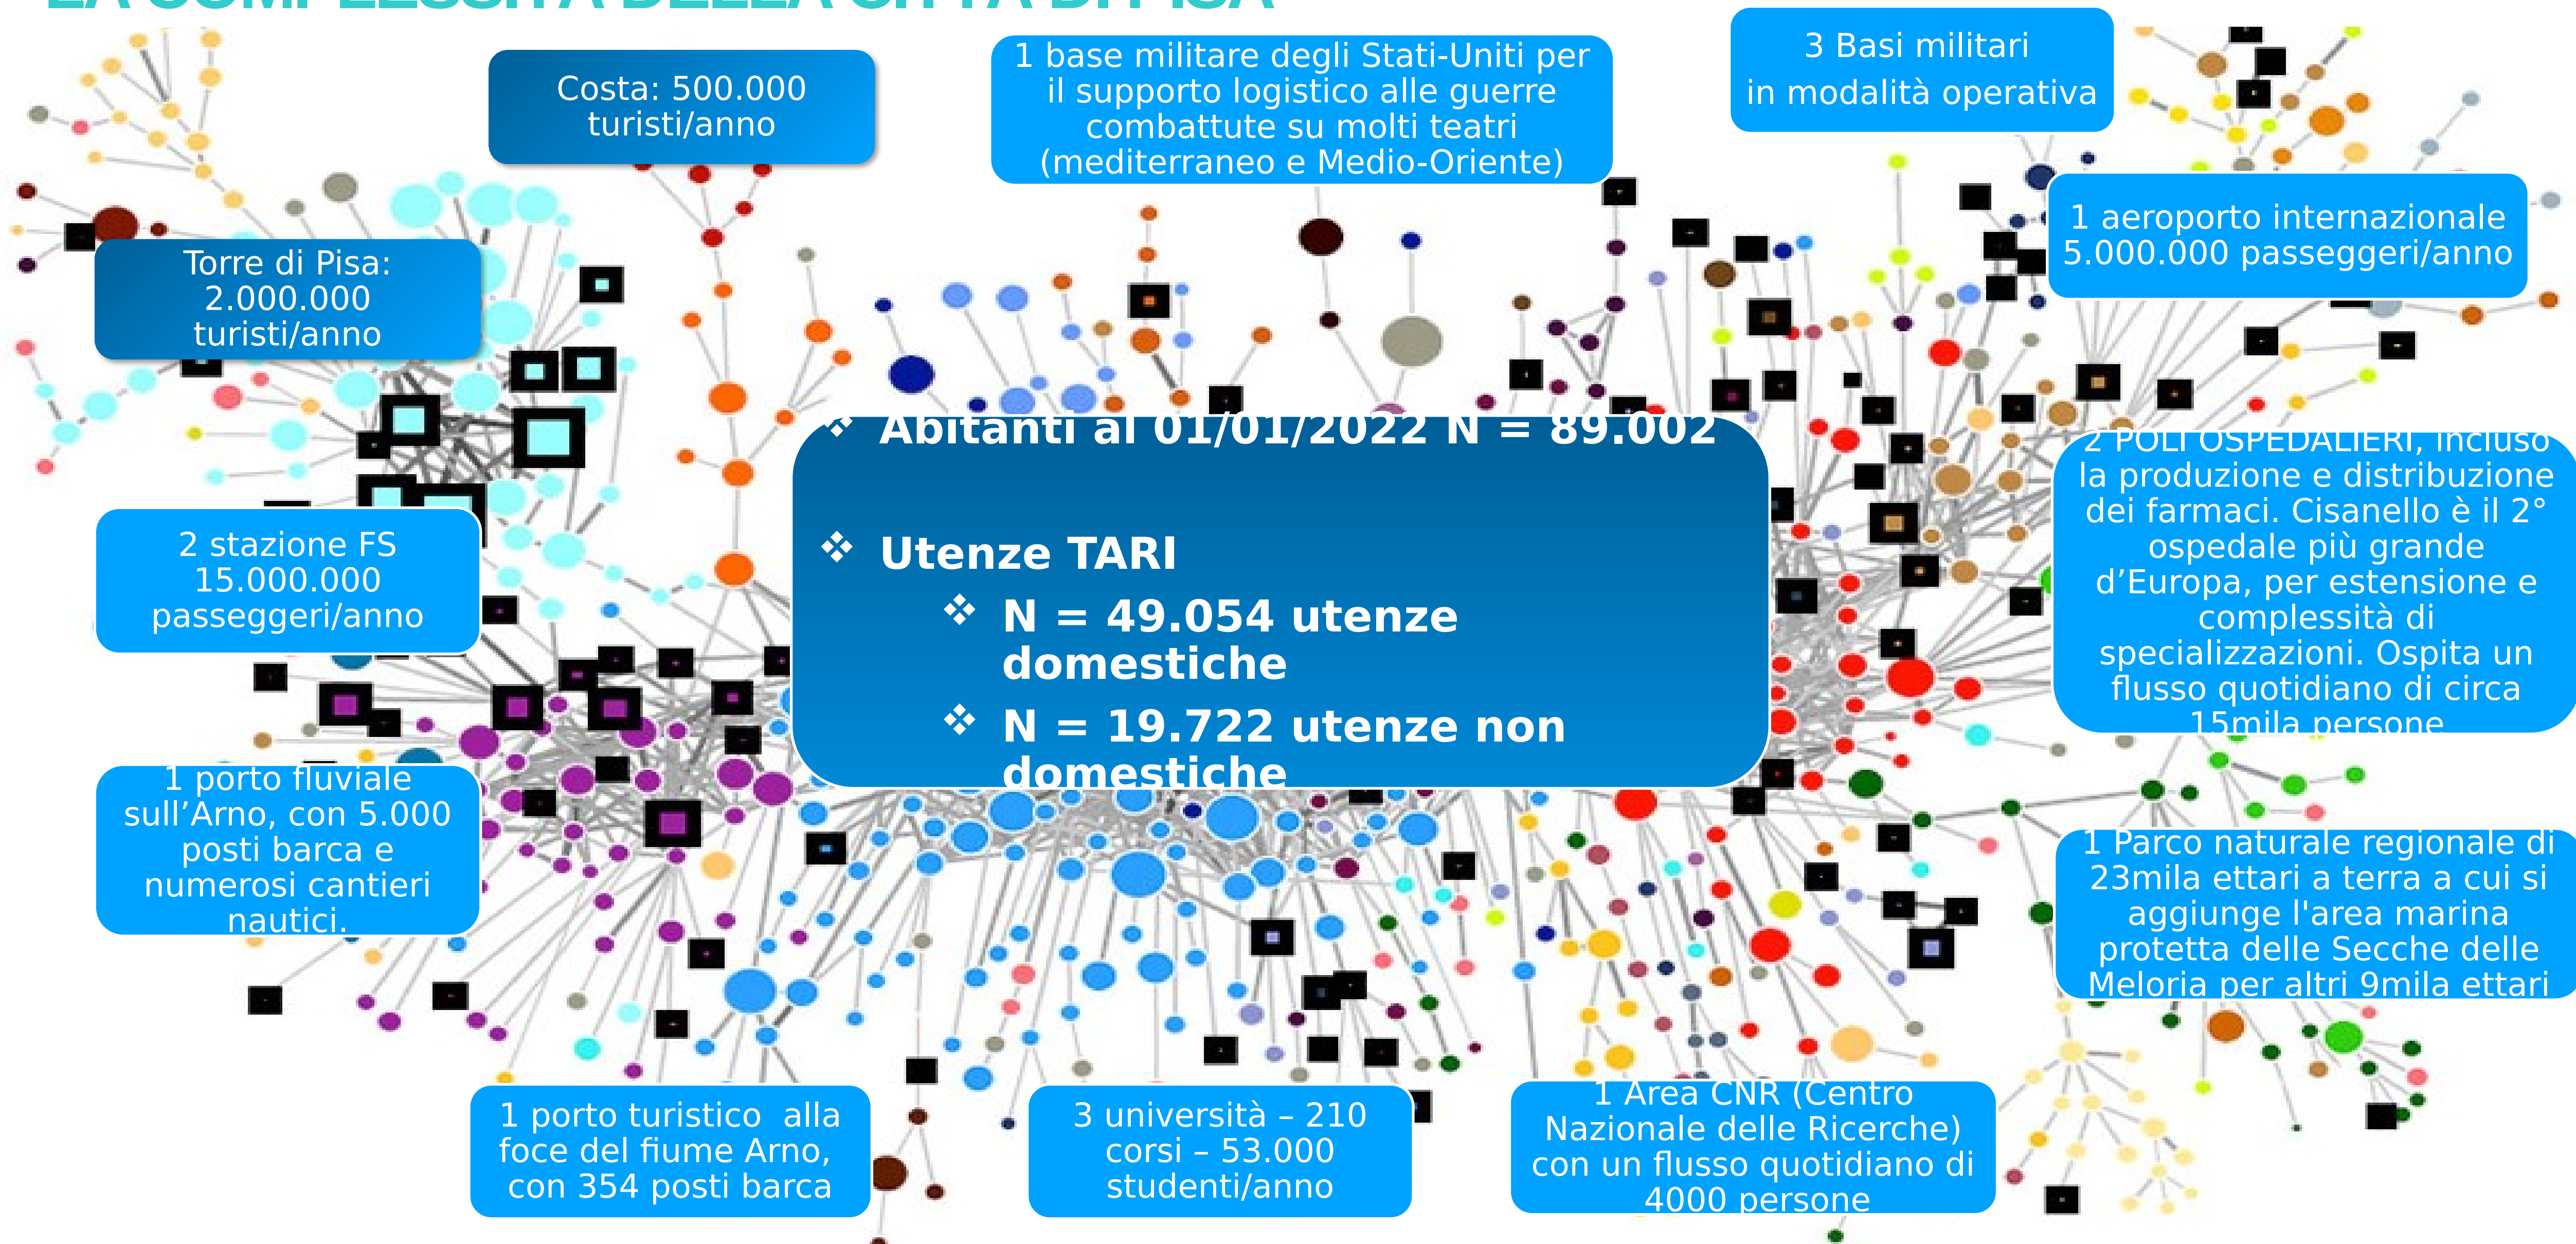 LA COMPLESSITÀ DELLA CITTÀ DI PISA
Costa: 500.000
turisti/anno
1 base militare degli Stati-Uniti per
il supporto logistico alle guerre
combattute su molti teatri
(mediterraneo e Medio-Oriente)
3 Basi militari
in modalità operativa
Torre di Pisa:
2.000.000
turisti/anno
1 aeroporto internazionale
5.000.000 passeggeri/anno
❖ Abitanti al 01/01/2022 N = 89.002
❖ Utenze TARI
❖ N = 49.054 utenze
domestiche
❖ N = 19.722 utenze non
domestiche
2 stazione FS
15.000.000
passeggeri/anno
2 POLI OSPEDALIERI, incluso
la produzione e distribuzione
dei farmaci. Cisanello è il 2°
ospedale più grande
d’Europa, per estensione e
complessità di
specializzazioni. Ospita un
flusso quotidiano di circa
15mila persone
1 porto fluviale
sull’Arno, con 5.000
posti barca e
numerosi cantieri
nautici.
1 Parco naturale regionale di
23mila ettari a terra a cui si
aggiunge l'area marina
protetta delle Secche delle
Meloria per altri 9mila ettari
1 porto turistico alla
foce del fiume Arno,
con 354 posti barca
3 università – 210
corsi – 53.000
studenti/anno
1 Area CNR (Centro
Nazionale delle Ricerche)
con un flusso quotidiano di
4000 persone